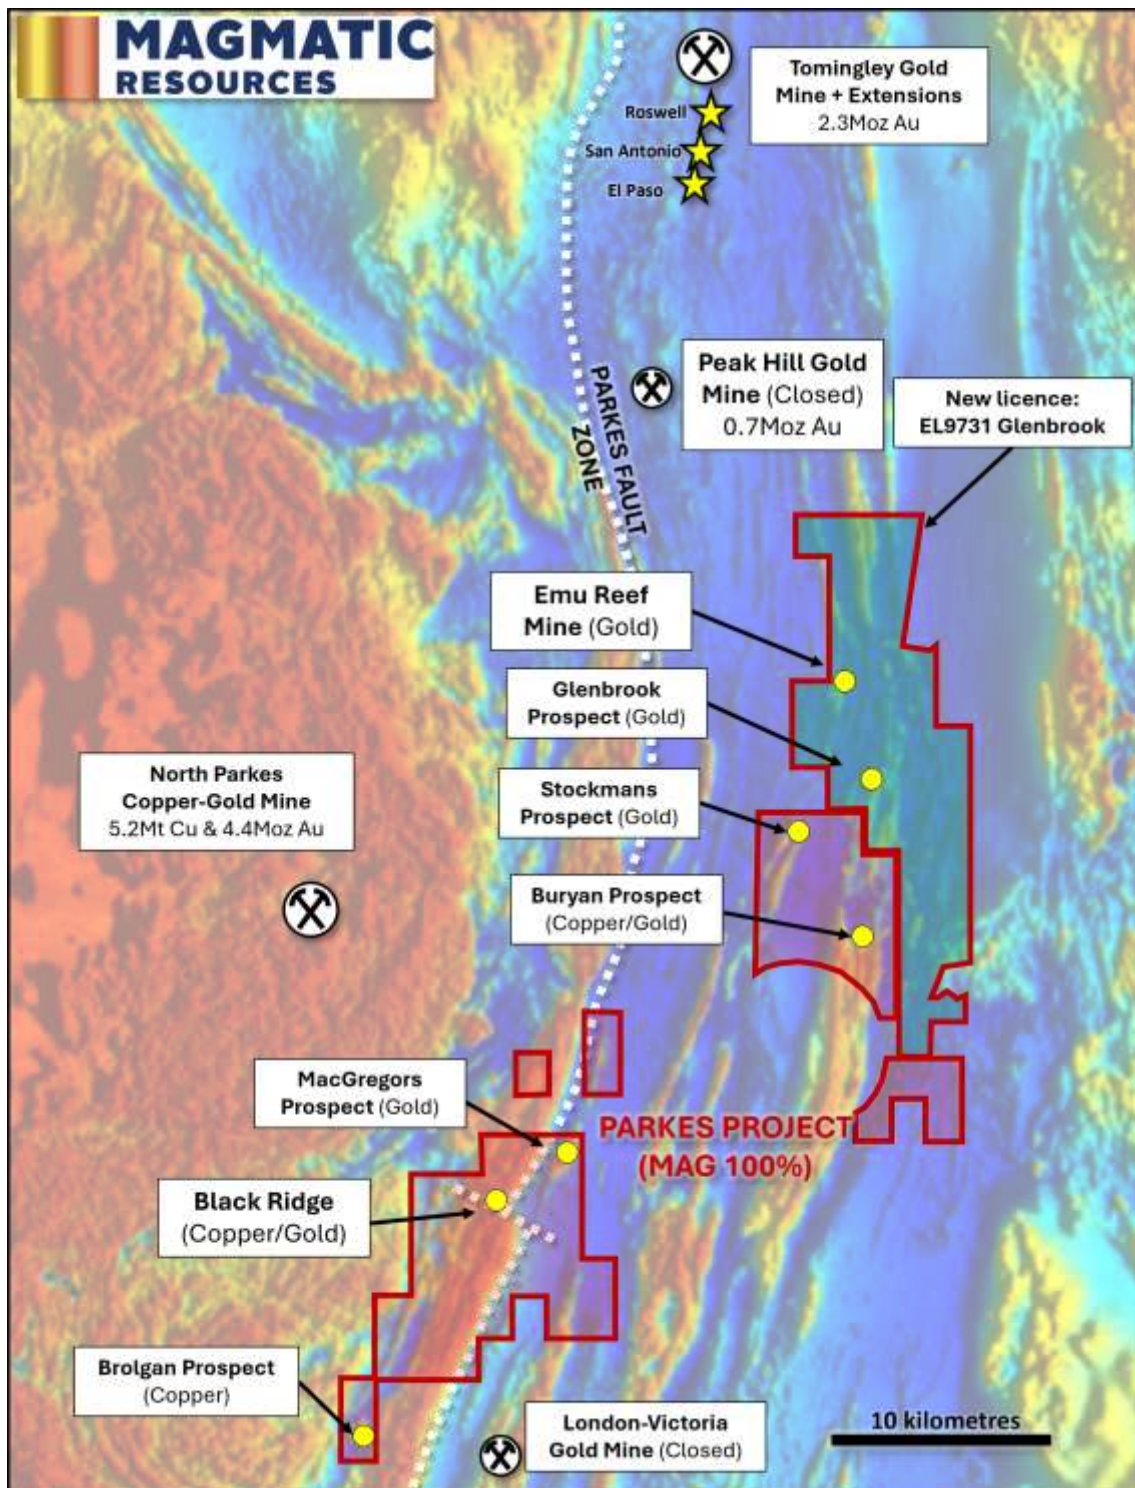 MAGMATIC
RESOURCES
Tomingley Gold
Mine + Extensions
2.3Moz Au
Roswell
San Antonio
El Paso
PARKES FAULT
ZONE
Peak Hill Gold
Mine (Closed)
0.7Moz Au
New licence:
EL9731 Glenbrook
Emu Reef
Mine (Gold)
Glenbrook
Prospect (Gold)
North Parkes
Copper-Gold Mine
5.2Mt Cu & 4.4Moz Au
Stockmans
Prospect (Gold)
Buryan Prospect
(Copper/Gold)
MacGregors
Prospect (Gold)
PARKES PROJECT
(MAG 100%)
Black Ridge
(Copper/Gold)
Brolgan Prospect
(Copper)
London-Victoria
Gold Mine (Closed)
10 kilometres